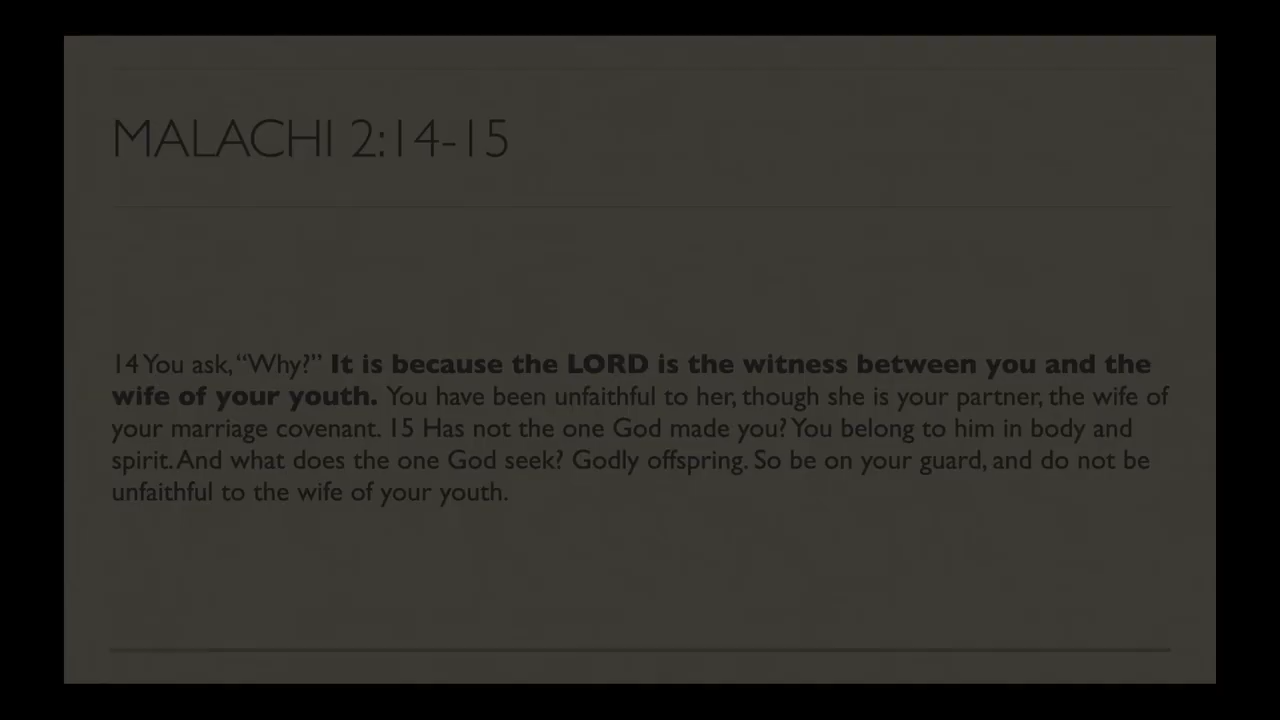 MALACHI 2:14-15
14 You ask, “Why?” It is because the LORD is the witness between you and the
wife of your youth. You have been unfaithful to her, though she is your partner, the wife of
your marriage covenant. 15 Has not the one God made you? You belong to him in body and
spirit. And what does the one God seek? Godly offspring. So be on your guard, and do not be
unfaithful to the wife of your youth.